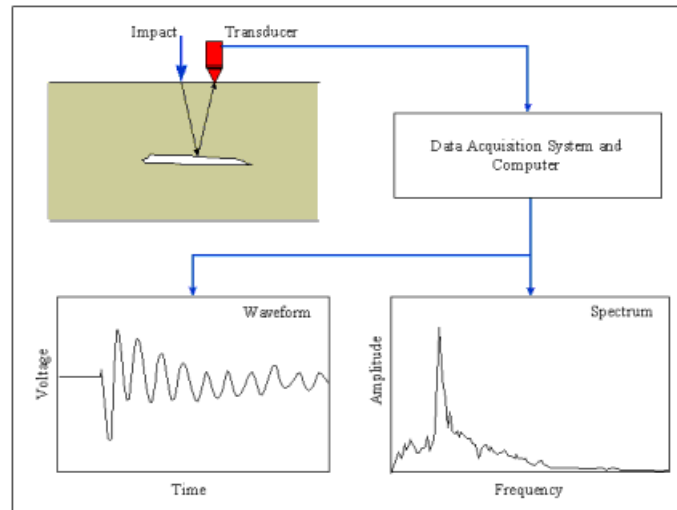 Impact
Transducer
Data Acquisition System and
Computer
Waveform
Voltage
Time
Spectrum
Amplitude
Frequency